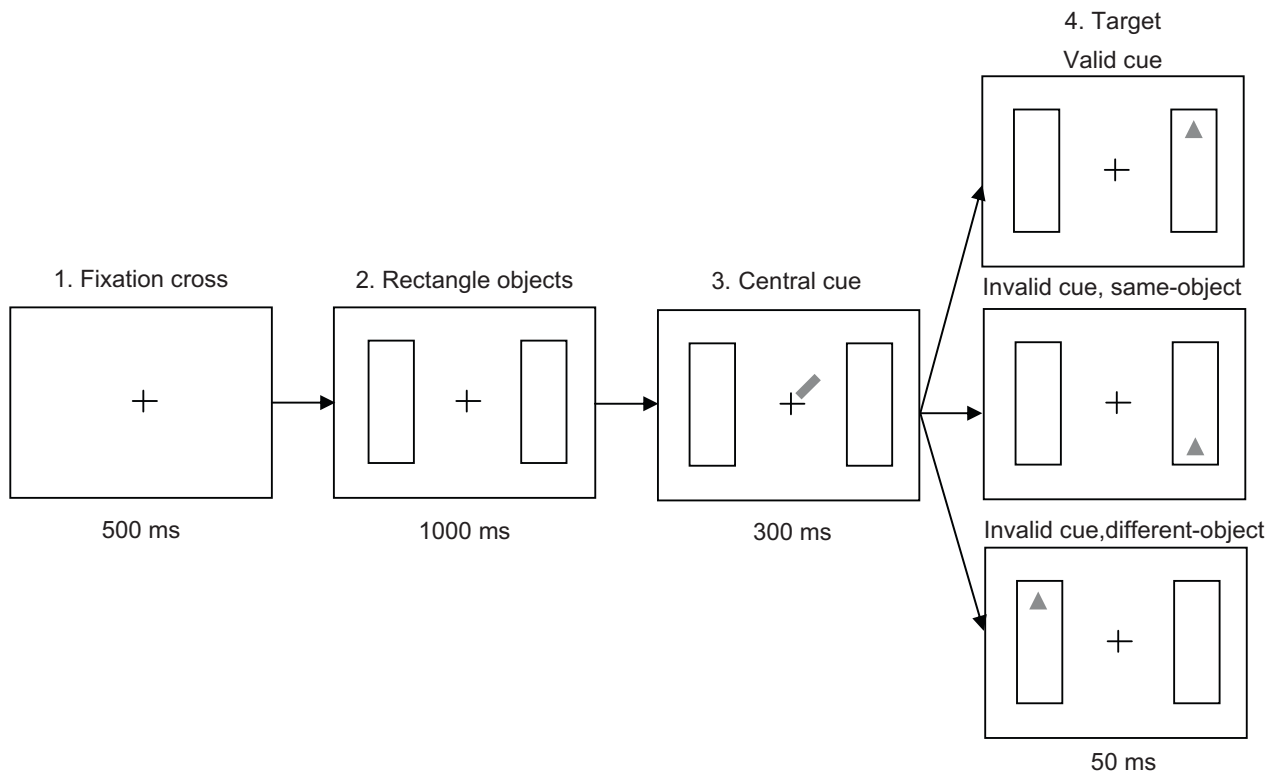 1. Fixation cross
500 ms
2. Rectangle objects
1000 ms
3. Central cue
300 ms
4. Target
Valid cue
Invalid cue, same-object
Invalid cue,different-object
50 ms